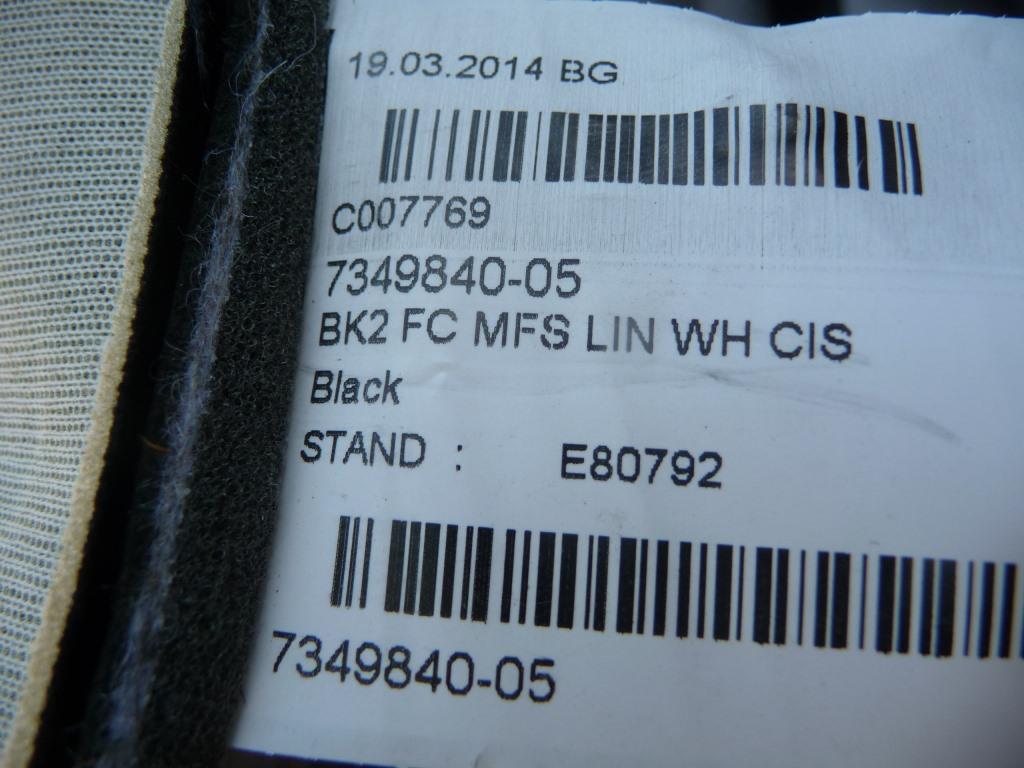 19.03.2014 BG
C007769
7349840-05
BK2 FC MFS LIN WH CIS
Black
STAND : E80792
7349840-05